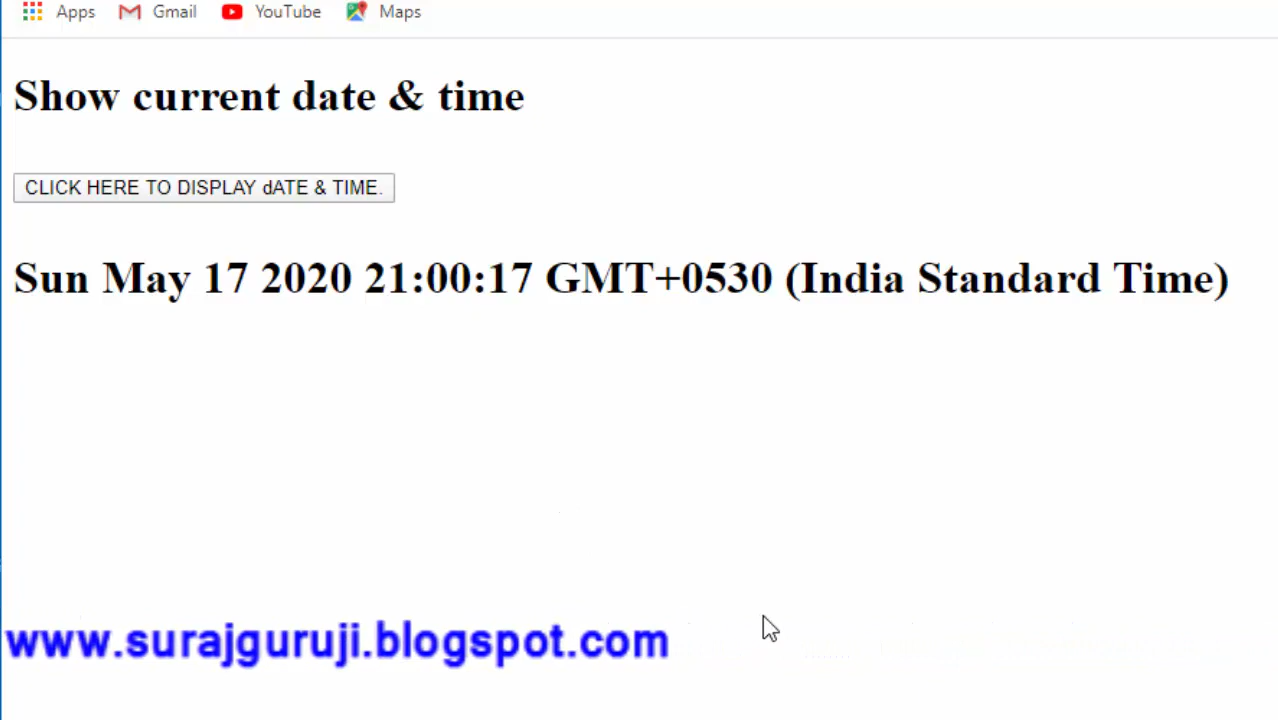 Apps Gmail YouTube Maps
Show current date & time
CLICK HERE TO DISPLAY dATE & TIME.
Sun May 17 2020 21:00:17 GMT+0530 (India Standard Time)
www.surajguruji.blogspot.com